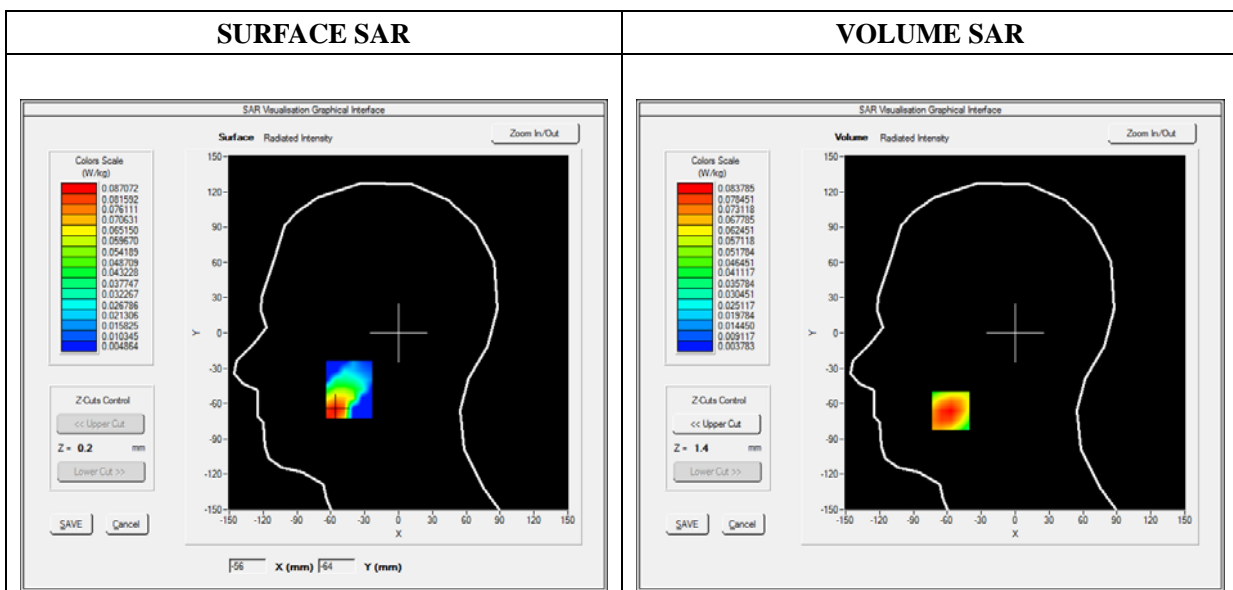 SURFACE SAR
SAR Visualisation Graphical Interface
Surface Radiated Intensity
Zoom In/Out
Colors Scale
(W/kg)
0.087072
0.081592
0.076111
0.070631
0.065150
0.059670
0.054189
0.048709
0.043228
0.037747
0.032267
0.026786
0.021306
0.015825
0.010345
0.004864
Z-Cuts Control
<< Upper Cut
Z = 0.2 mm
Lower Cut >>
SAVE Cancel
150
120
90
60
30
0
-30
-60
-90
-120
-150
Y
-150 -120 -90 -60 -30 0 30 60 90 120 150
X
-56 X (mm) -64 Y (mm)
VOLUME SAR
SAR Visualisation Graphical Interface
Volume Radiated Intensity
Zoom In/Out
Colors Scale
(W/kg)
0.083785
0.078451
0.073118
0.067785
0.062451
0.057118
0.051784
0.046451
0.041117
0.035784
0.030451
0.025117
0.019784
0.014450
0.009117
0.003783
Z-Cuts Control
<< Upper Cut
Z = 1.4 mm
Lower Cut >>
SAVE Cancel
150
120
90
60
30
0
-30
-60
-90
-120
-150
Y
-150 -120 -90 -60 -30 0 30 60 90 120 150
X